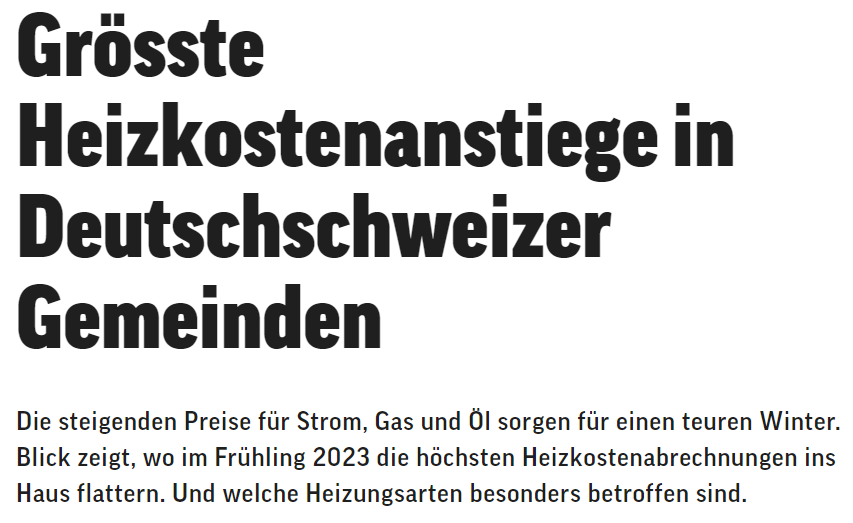 Grösste
Heizkostenanstiege in
Deutschschweizer
Gemeinden
Die steigenden Preise für Strom, Gas und Öl sorgen für einen teuren Winter.
Blick zeigt, wo im Frühling 2023 die höchsten Heizkostenabrechnungen ins
Haus flattern. Und welche Heizungsarten besonders betroffen sind.